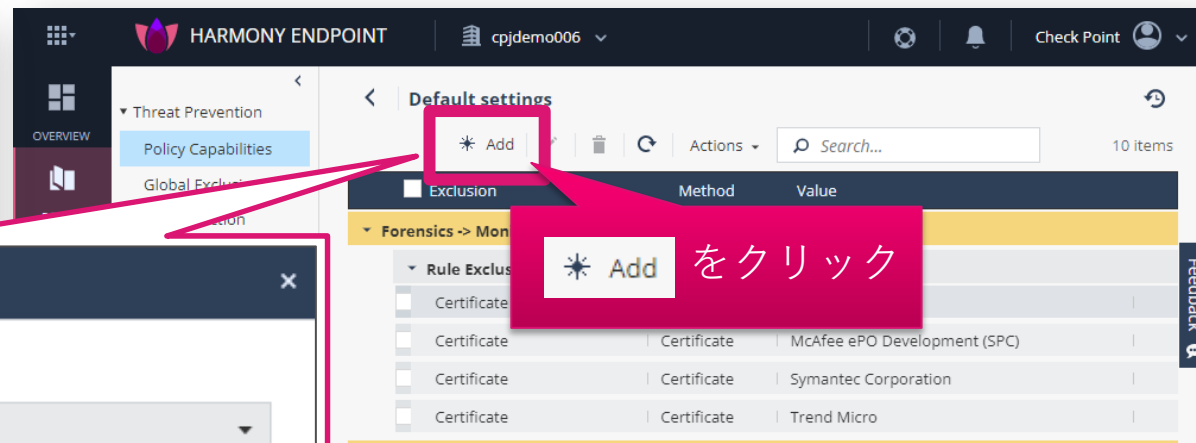 HARMONY ENDPOINT
cpjdemo006
Check Point
Default settings
Threat Prevention
OVERVIEW
Policy Capabilities
Add
Actions
Search...
10 items
Exclusion
Method
Value
Forensics -> Mon
Add をクリック
Rule Exclus
Certificate
Certificate
Certificate
McAfee ePO Development (SPC)
Certificate
Certificate
Symantec Corporation
Certificate
Certificate
Trend Micro
Feedback